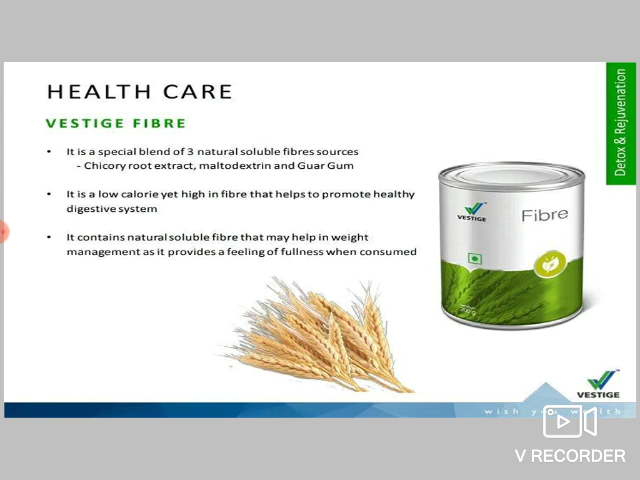 HEALTH CARE
VESTIGE FIBRE
• It is a special blend of 3 natural soluble fibres sources
- Chicory root extract, maltodextrin and Guar Gum
• It is a low calorie yet high in fibre that helps to promote healthy
digestive system
• It contains natural soluble fibre that may help in weight
management as it provides a feeling of fullness when consumed
Detox & Rejuvenation
VESTIGE
Fibre
VESTIGE
wish you wealth
V RECORDER